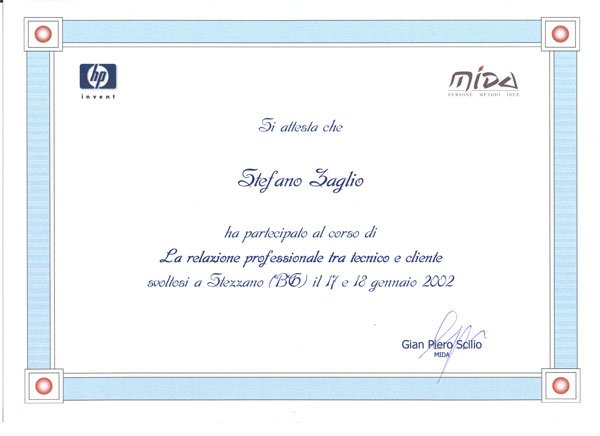 hp
invent
MIDA
PERSONE METODI IDEE
Si attesta che
Stefano Zaglio
ha partecipato al corso di
La relazione professionale tra tecnico e cliente
svoltosi a Stezzano (BG) il 17 e 18 gennaio 2002
Gian Piero Scilio
MIDA